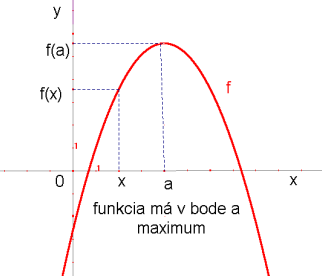 y
f(a)
f(x)
f
1
1
0
x
a
x
funkcia má v bode a
maximum